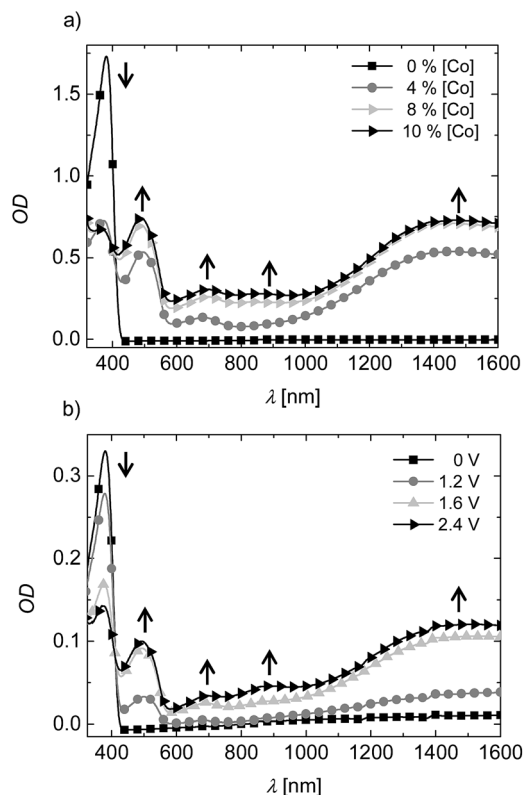 a)
1.5
1.0
0.5
0.0
OD
0 % [Co]
4 % [Co]
8 % [Co]
10 % [Co]
400 600 800 1000 1200 1400 1600
λ [nm]
b)
0.3
0.2
0.1
0.0
OD
0 V
1.2 V
1.6 V
2.4 V
400 600 800 1000 1200 1400 1600
λ [nm]